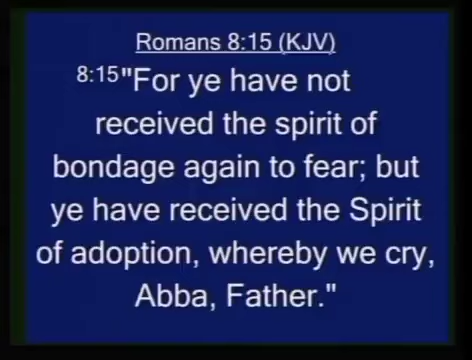 Romans 8:15 (KJV)
8:15"For ye have not
received the spirit of
bondage again to fear; but
ye have received the Spirit
of adoption, whereby we cry,
Abba, Father."